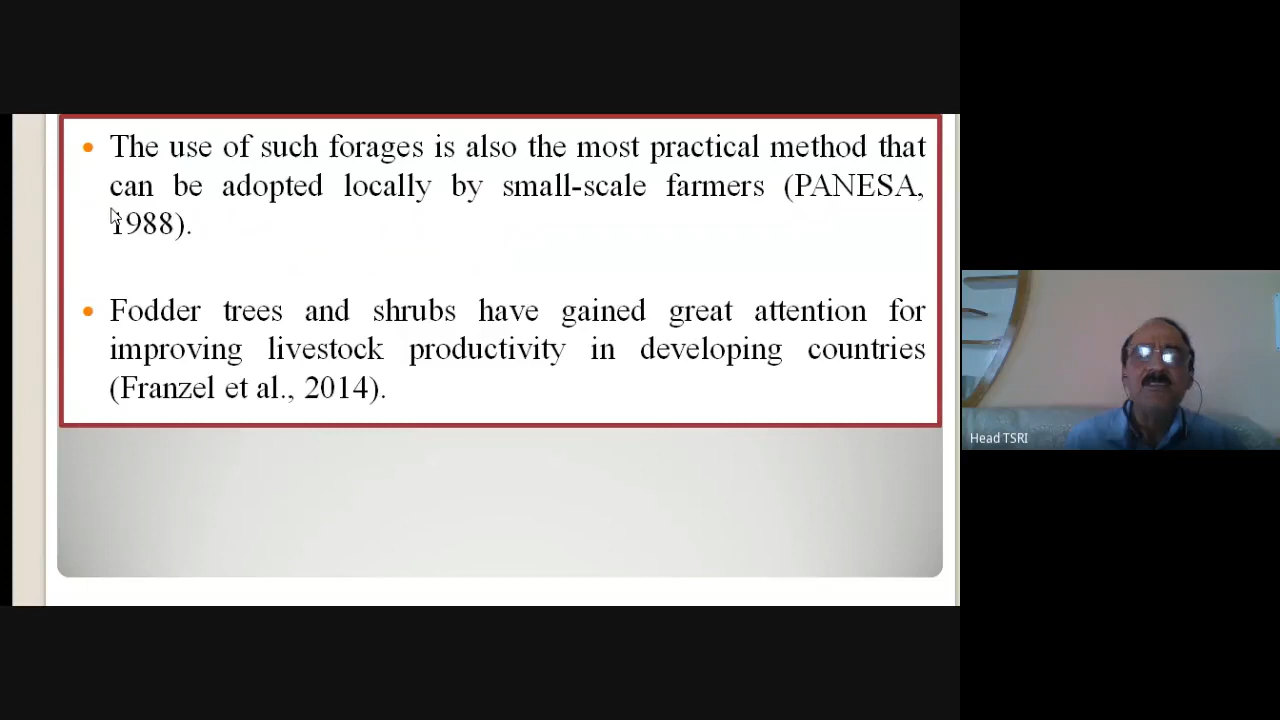 The use of such forages is also the most practical method that
can be adopted locally by small-scale farmers (PANESA,
1988).
Fodder trees and shrubs have gained great attention for
improving livestock productivity in developing countries
(Franzel et al., 2014).
Head TSRI